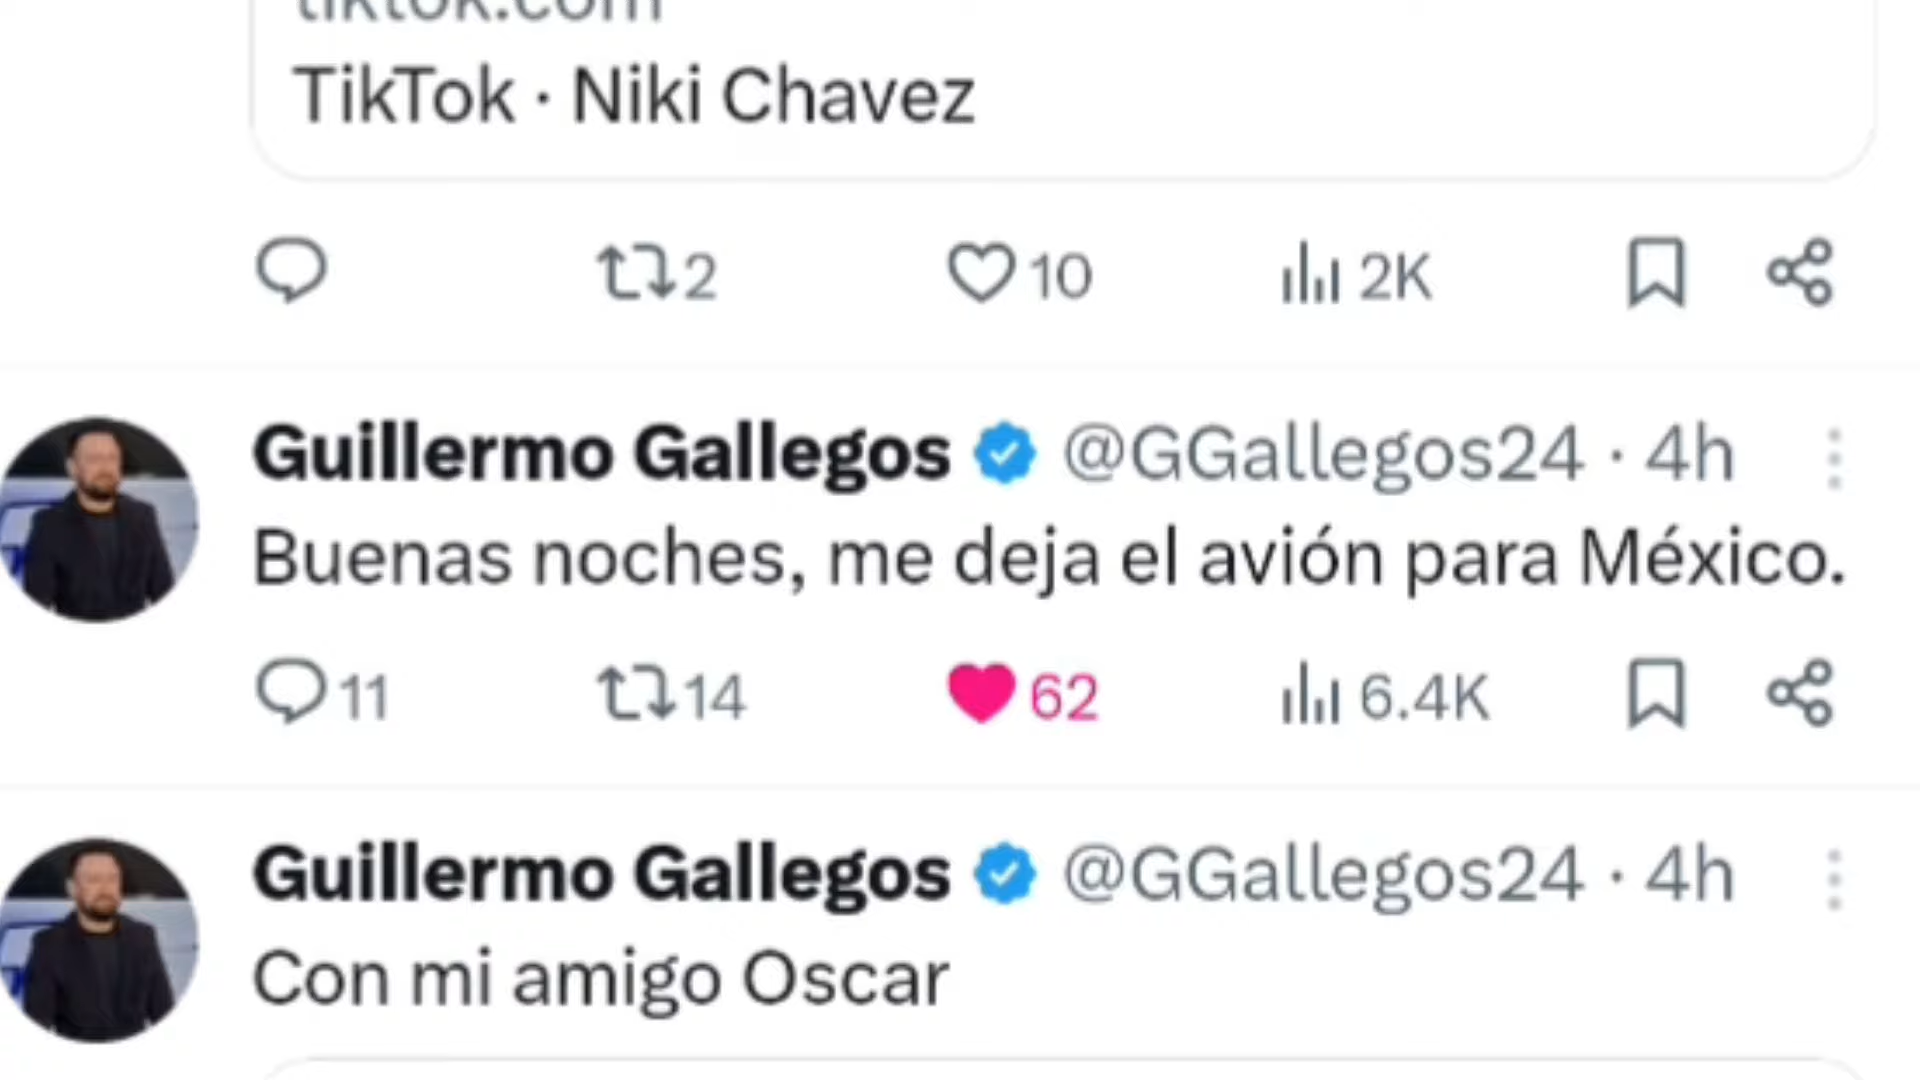 tiktok.com
TikTok · Niki Chavez
2 10 2K
Guillermo Gallegos @GGallegos24 · 4h
Buenas noches, me deja el avión para México.
11 14 62 6.4K
Guillermo Gallegos @GGallegos24 · 4h
Con mi amigo Oscar